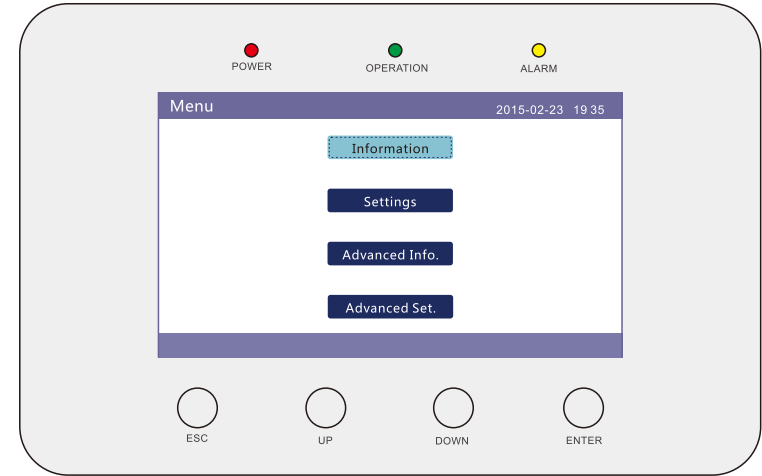 POWER
OPERATION
ALARM
Menu
2015-02-23 19 35
Information
Settings
Advanced Info.
Advanced Set.
ESC
UP
DOWN
ENTER